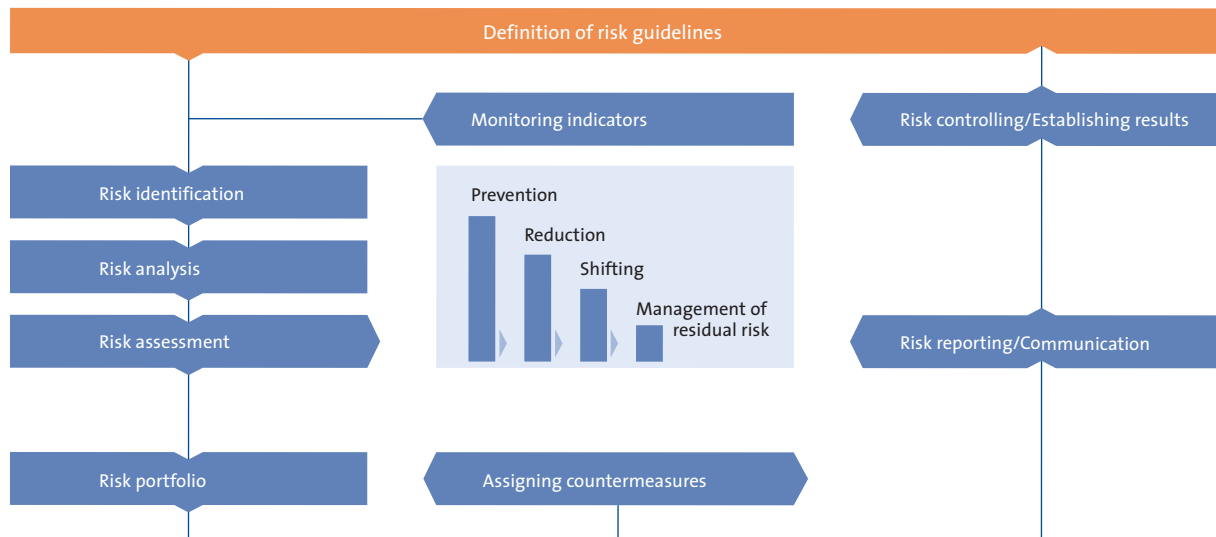 Definition of risk guidelines
Monitoring indicators
Risk controlling/Establishing results
Risk identification
Prevention
Reduction
Risk analysis
Shifting
Management of
residual risk
Risk assessment
Risk reporting/Communication
Risk portfolio
Assigning countermeasures